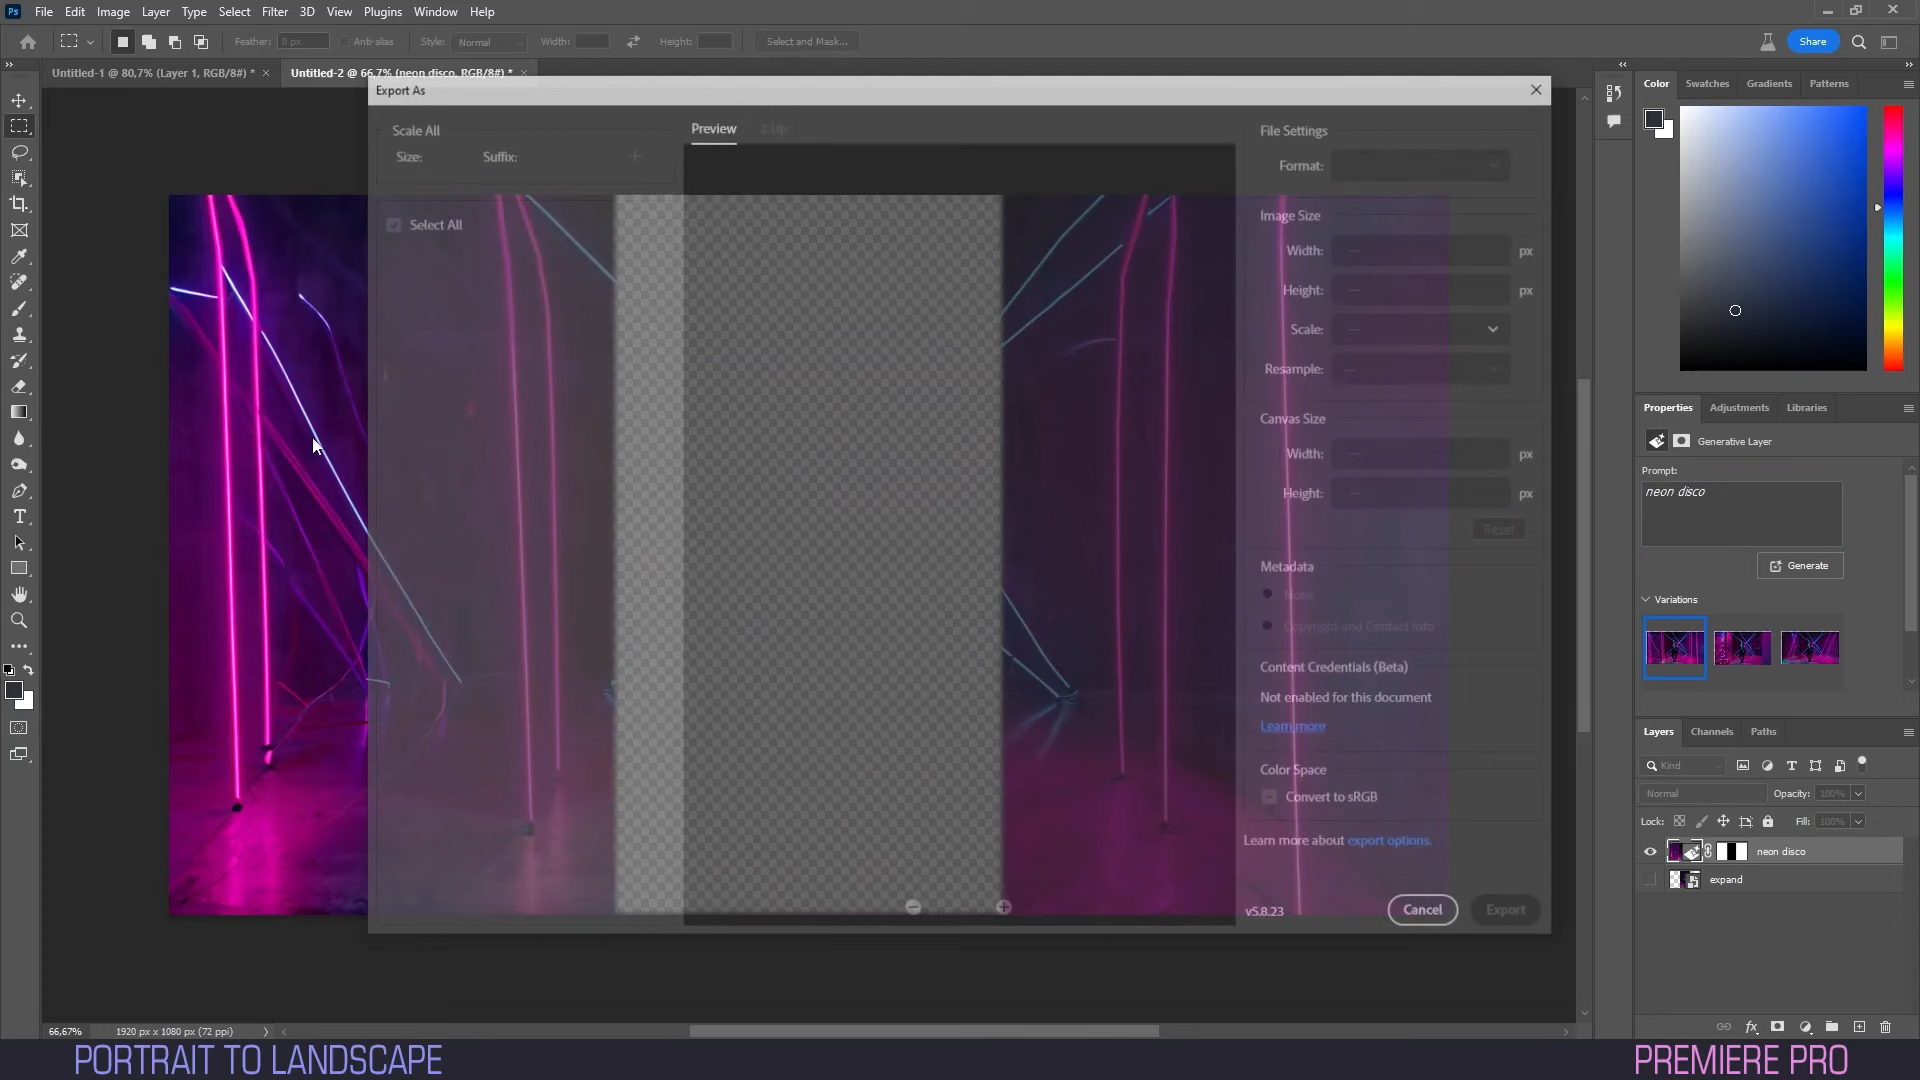 Ps File Edit Image Layer Type Select Filter 3D View Plugins Window Help
Feather: 0 px Anti-alias Style: Normal Width: Height: Select and Mask... Share
Untitled-1 @ 80,7% (Layer 1, RGB/8#) * × Untitled-2 @ 66,7% (neon disco, RGB/8#) * ×
Export As
Scale All
Size: Suffix:
Select All
Preview 2 Up
File Settings
Format:
Image Size
Width: px
Height: px
Scale:
Resample:
Canvas Size
Width: px
Height: px
Reset
Metadata
None
Copyright and Contact Info
Content Credentials (Beta)
Not enabled for this document
Learn more
Color Space
Convert to sRGB
Learn more about export options.
v5.8.23 Cancel Export
Color Swatches Gradients Patterns
Properties Adjustments Libraries
Generative Layer
Prompt:
neon disco
Generate
Variations
Layers Channels Paths
Kind
Normal Opacity: 100%
Lock: Fill: 100%
neon disco
expand
66,67% 1920 px x 1080 px (72 ppi)
PORTRAIT TO LANDSCAPE PREMIERE PRO